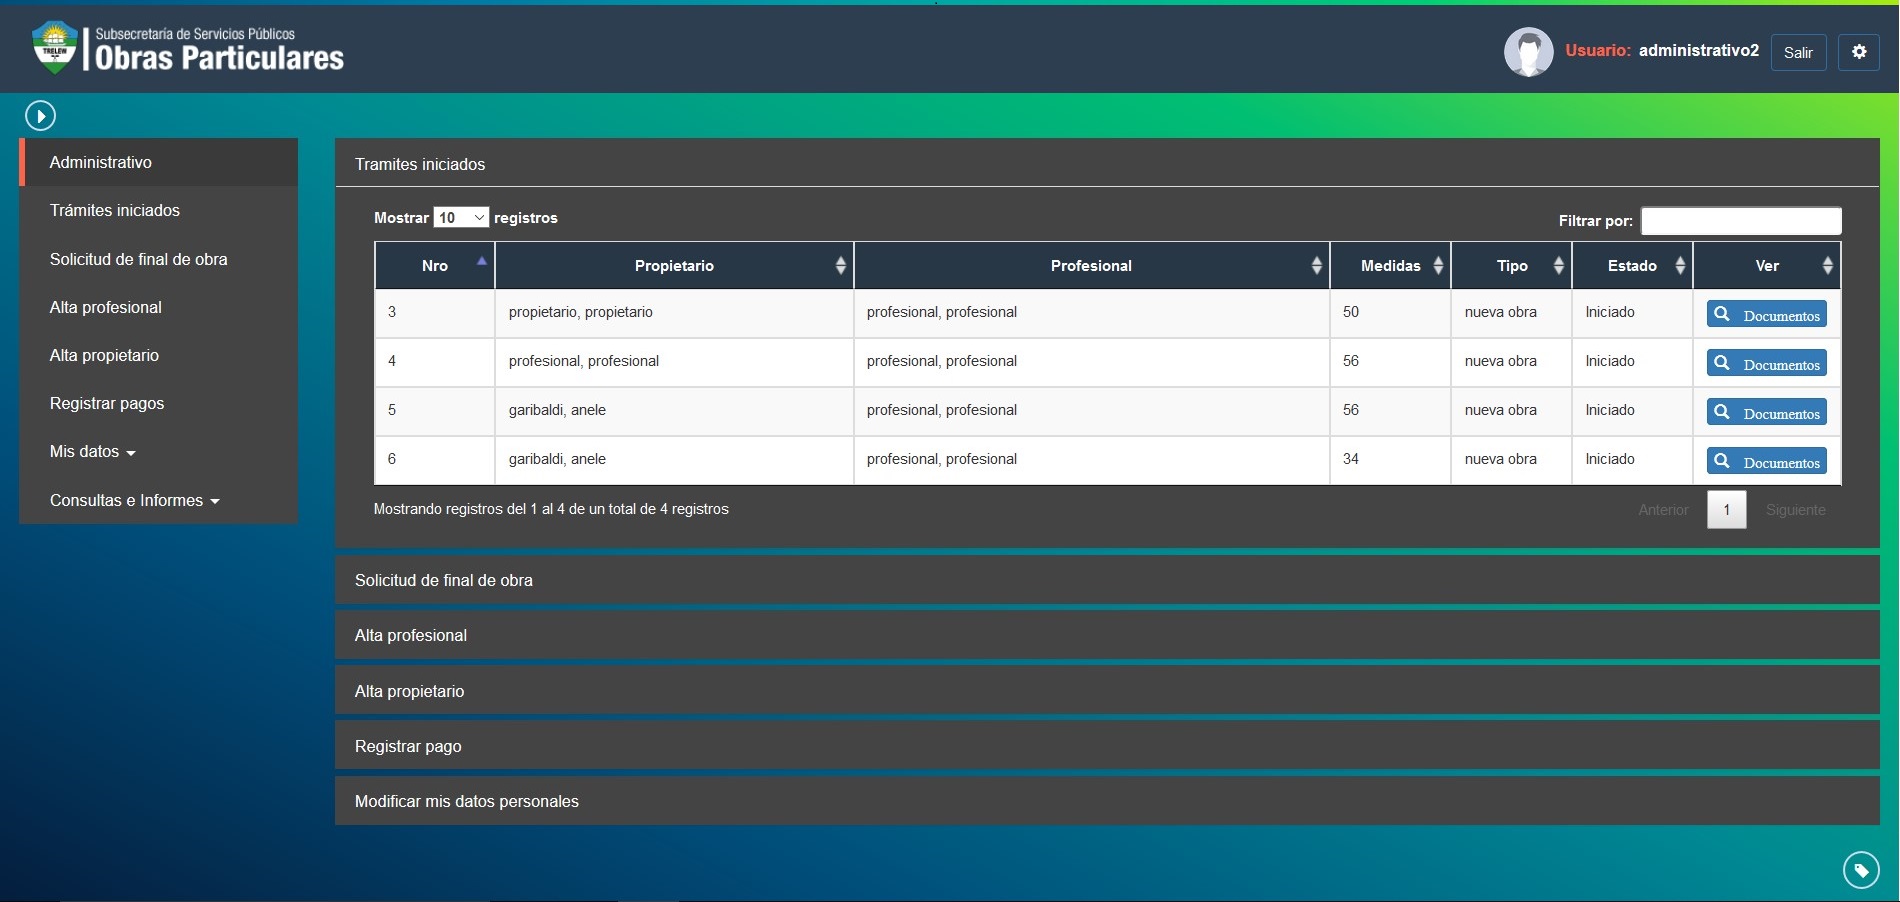 Subsecretaría de Servicios Públicos
Obras Particulares
TRELEW
Usuario: administrativo2
Salir
Administrativo
Trámites iniciados
Solicitud de final de obra
Alta profesional
Alta propietario
Registrar pagos
Mis datos
Consultas e Informes
Tramites iniciados
Mostrar 10 registros
Filtrar por:
Nro Propietario Profesional Medidas Tipo Estado Ver
3 propietario, propietario profesional, profesional 50 nueva obra Iniciado Documentos
4 profesional, profesional profesional, profesional 56 nueva obra Iniciado Documentos
5 garibaldi, anele profesional, profesional 56 nueva obra Iniciado Documentos
6 garibaldi, anele profesional, profesional 34 nueva obra Iniciado Documentos
Mostrando registros del 1 al 4 de un total de 4 registros
Anterior 1 Siguiente
Solicitud de final de obra
Alta profesional
Alta propietario
Registrar pago
Modificar mis datos personales